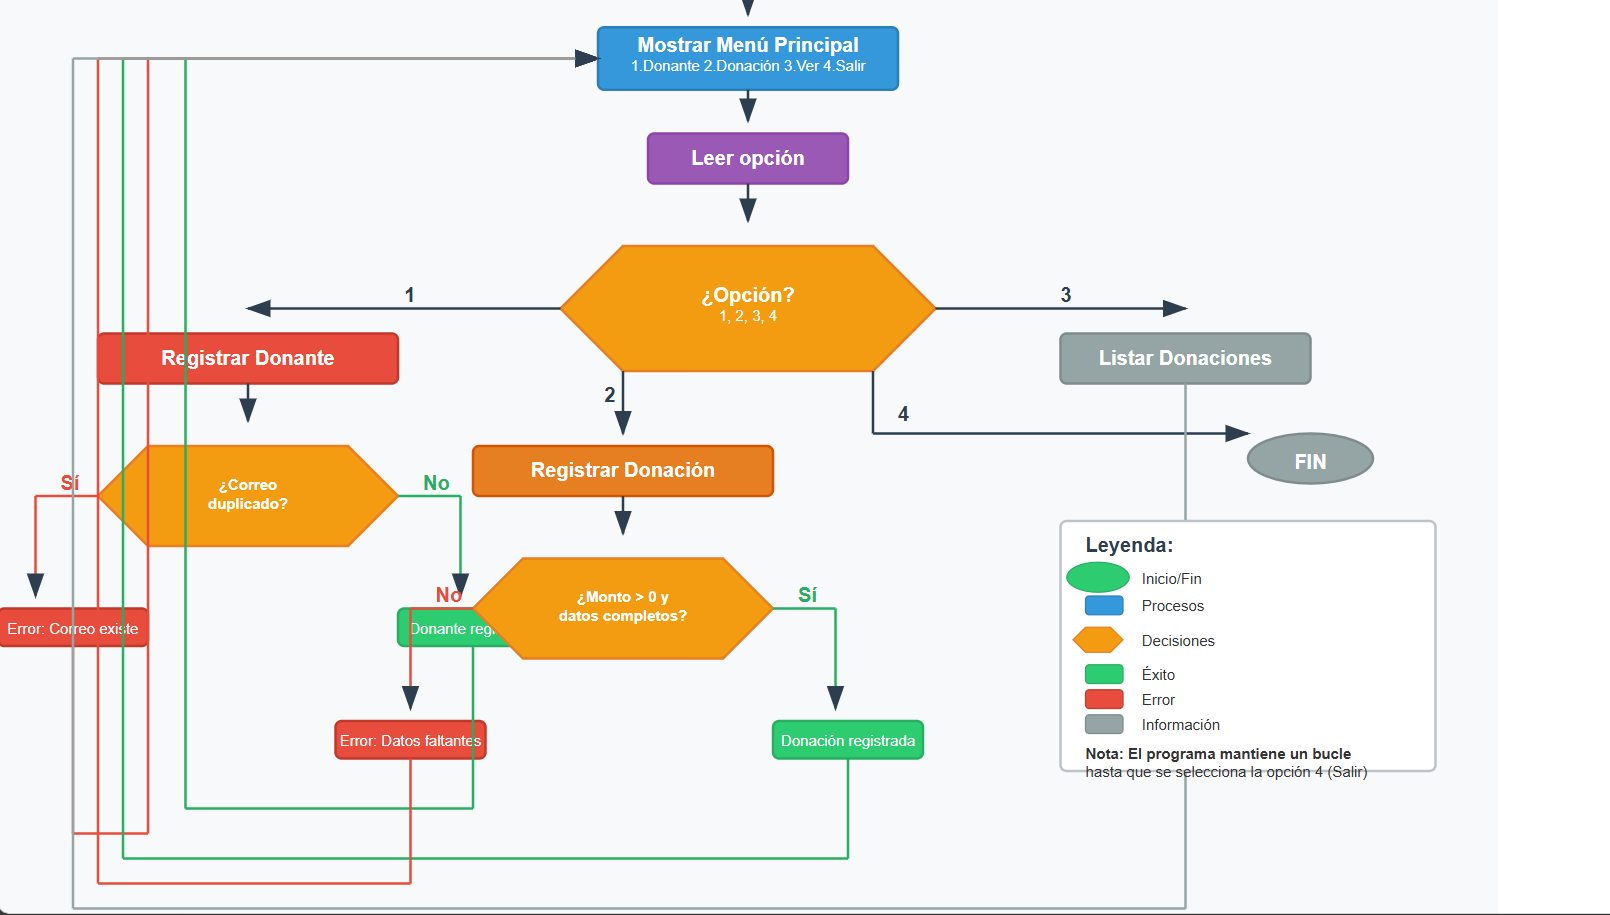 Mostrar Menú Principal
1.Donante 2.Donación 3.Ver 4.Salir
Leer opción
¿Opción?
1, 2, 3, 4
1
3
Registrar Donante
Listar Donaciones
2
4
FIN
Registrar Donación
¿Correo
duplicado?
Sí
No
Error: Correo existe
Donante regi
No
¿Monto > 0 y
datos completos?
Sí
Error: Datos faltantes
Donación registrada
Leyenda:
Inicio/Fin
Procesos
Decisiones
Éxito
Error
Información
Nota: El programa mantiene un bucle
hasta que se selecciona la opción 4 (Salir)